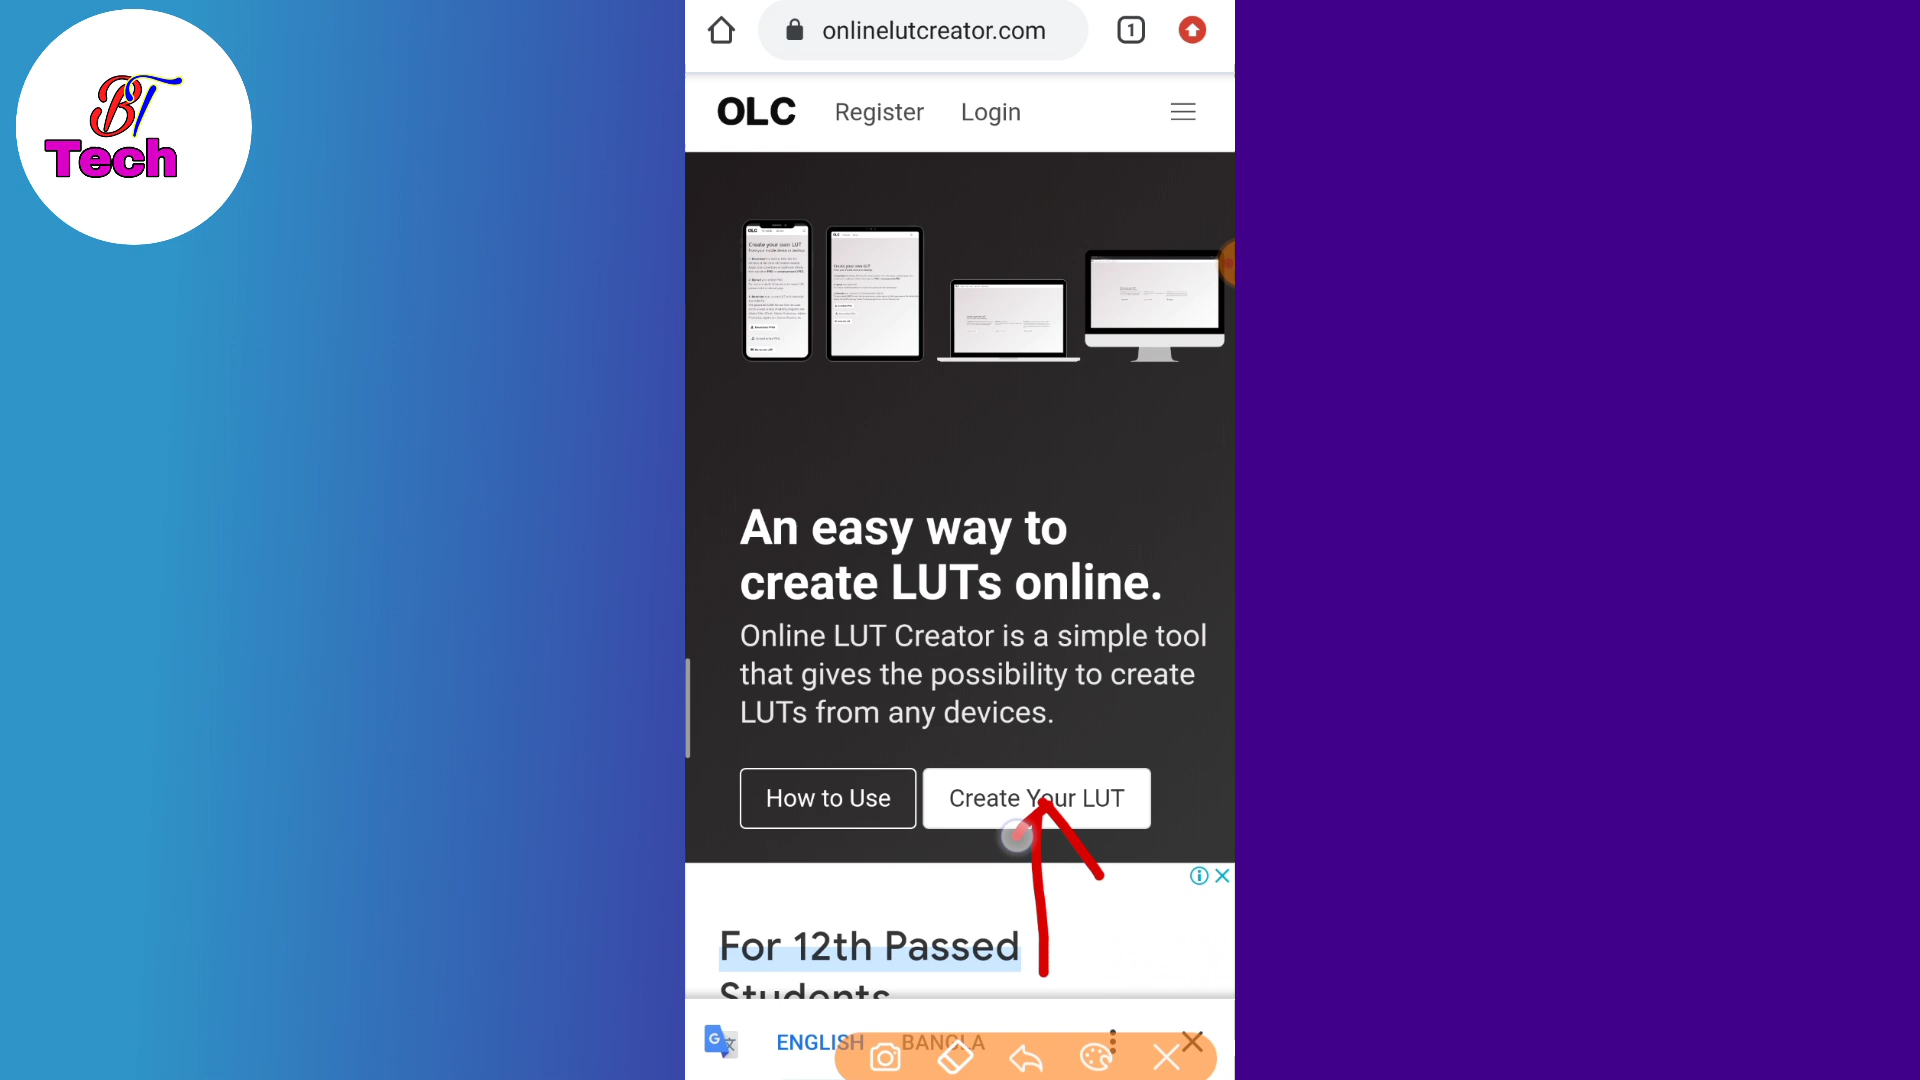 BT
Tech
onlinelutcreator.com
1
OLC Register Login
An easy way to
create LUTs online.
Online LUT Creator is a simple tool
that gives the possibility to create
LUTs from any devices.
How to Use Create Your LUT
For 12th Passed
Students
ENGLISH BANGLA